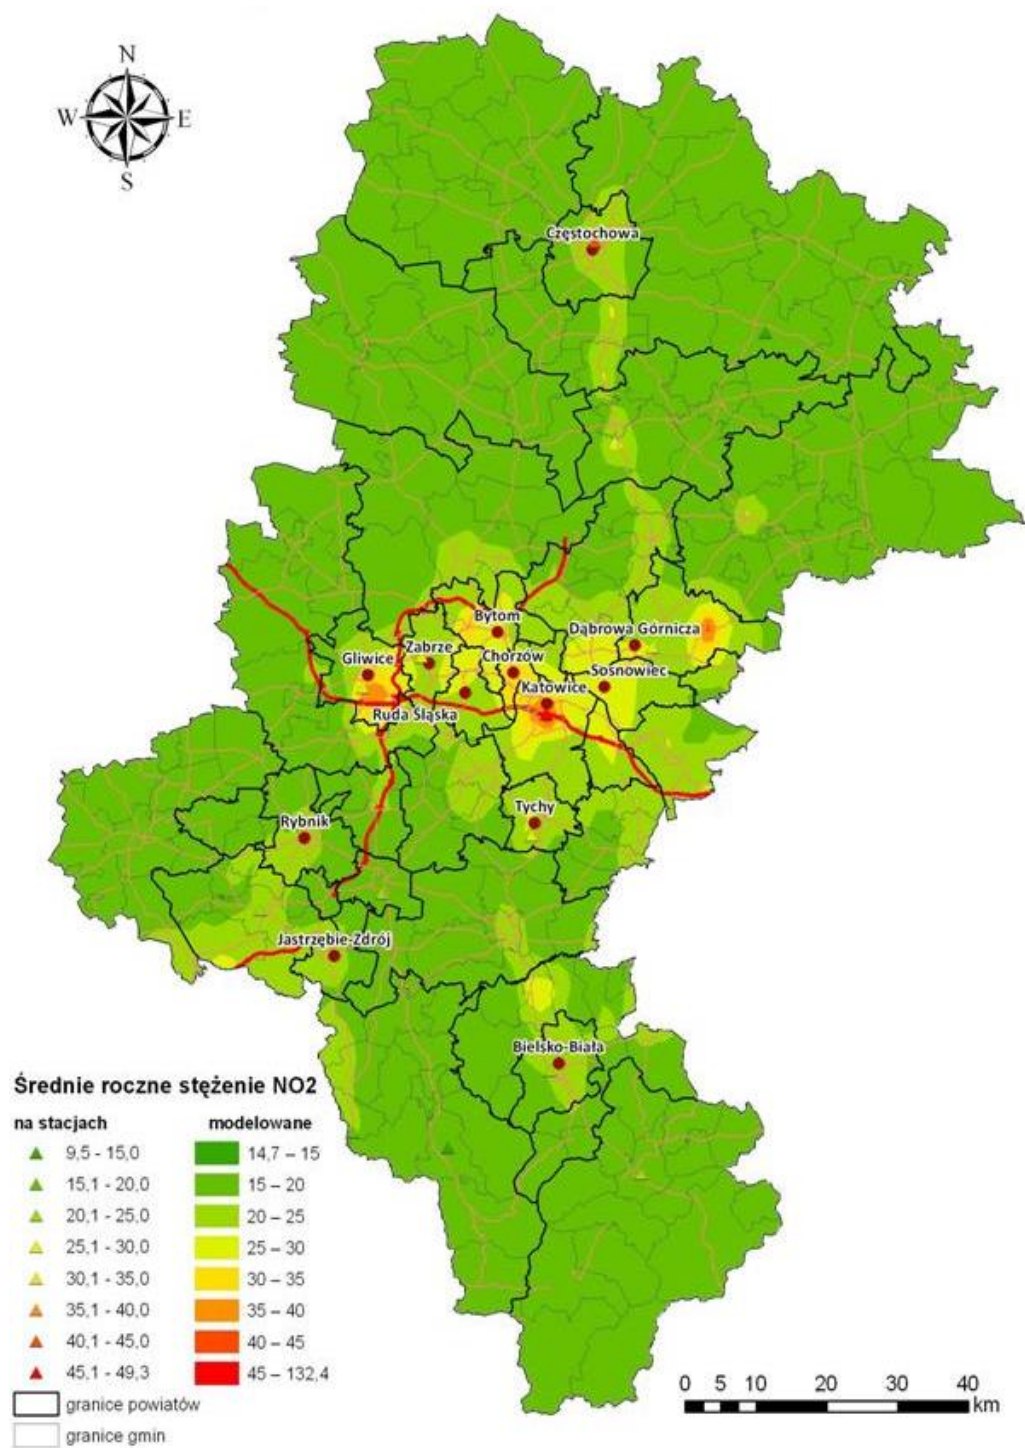 N
W E
S
Częstochowa
Bytom
Dąbrowa Górnicza
Zabrze
Chorzów
Gliwice
Sosnowiec
Katowice
Ruda Śląska
Tychy
Rybnik
Jastrzębie-Zdrój
Bielsko-Biała
Średnie roczne stężenie NO2
na stacjach modelowane
9,5 - 15,0 14,7 – 15
15,1 - 20,0 15 – 20
20,1 - 25,0 20 – 25
25,1 - 30,0 25 – 30
30,1 - 35,0 30 – 35
35,1 - 40,0 35 – 40
40,1 - 45,0 40 – 45
45,1 - 49,3 45 – 132,4
granice powiatów
granice gmin
0 5 10 20 30 40
km